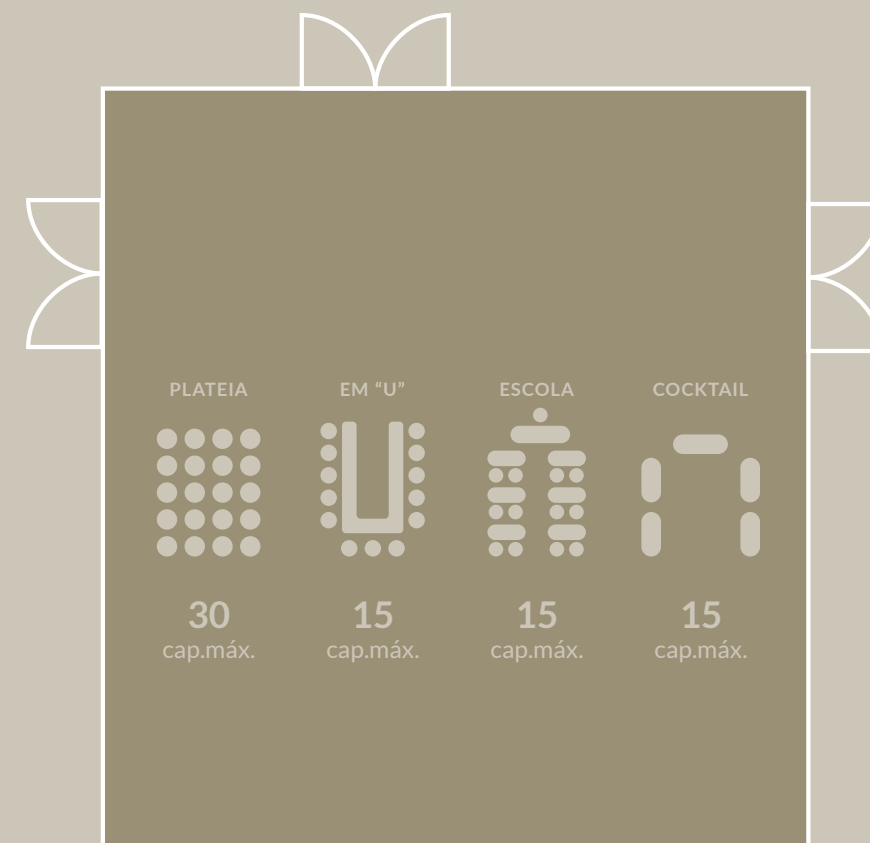 PLATEIA
EM “U”
ESCOLA
COCKTAIL
30
cap.máx.
15
cap.máx.
15
cap.máx.
15
cap.máx.